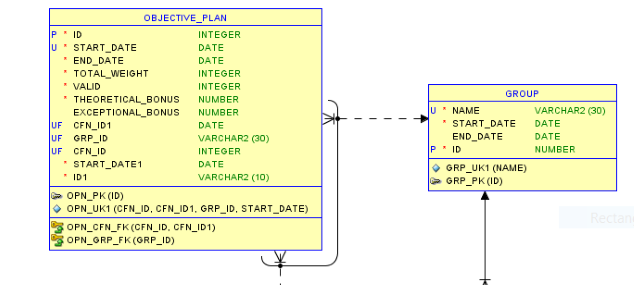 OBJECTIVE_PLAN
P * ID INTEGER
U * START_DATE DATE
* END_DATE DATE
* TOTAL_WEIGHT INTEGER
* VALID INTEGER
* THEORETICAL_BONUS NUMBER
EXCEPTIONAL_BONUS NUMBER
UF CFN_ID1 DATE
UF GRP_ID VARCHAR2 (30)
UF CFN_ID INTEGER
* START_DATE1 DATE
* ID1 VARCHAR2 (10)
OPN_PK (ID)
OPN_UK1 (CFN_ID, CFN_ID1, GRP_ID, START_DATE)
OPN_CFN_FK (CFN_ID, CFN_ID1)
OPN_GRP_FK (GRP_ID)
GROUP
U * NAME VARCHAR2 (30)
* START_DATE DATE
END_DATE DATE
P * ID NUMBER
GRP_UK1 (NAME)
GRP_PK (ID)